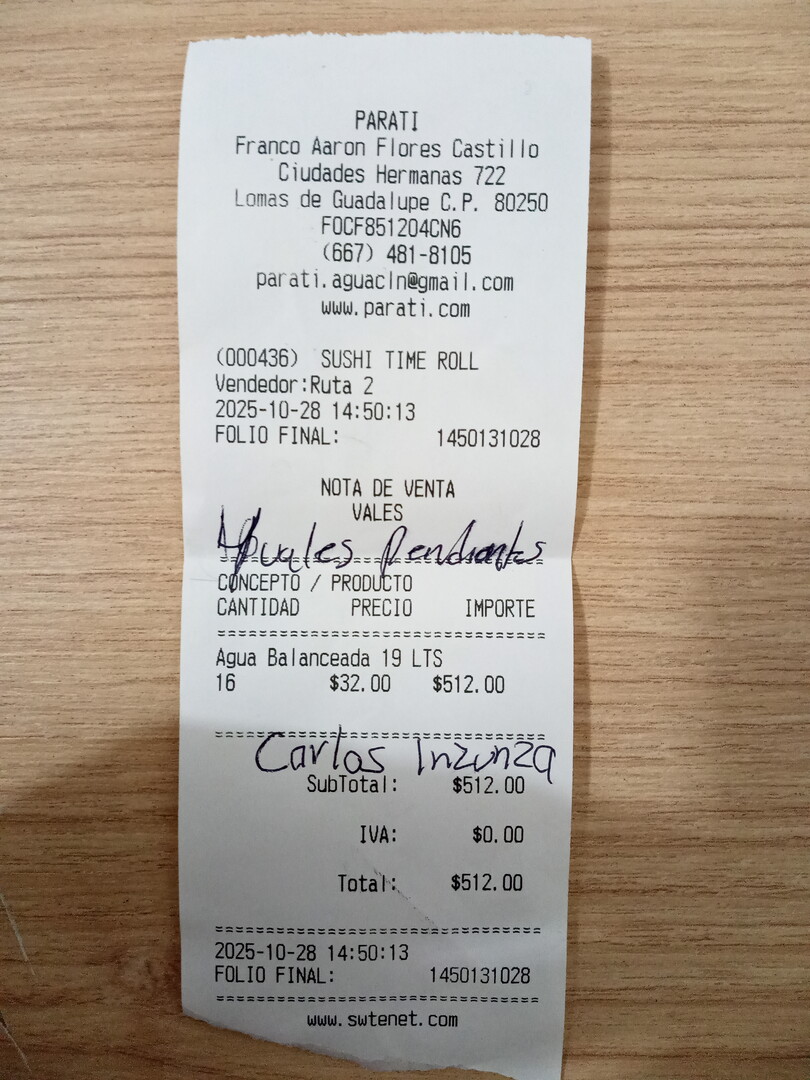 PARATI
Franco Aaron Flores Castillo
Ciudades Hermanas 722
Lomas de Guadalupe C.P. 80250
FOCF851204CN6
(667) 481-8105
parati.aguacln@gmail.com
www.parati.com
(000436) SUSHI TIME ROLL
Vendedor:Ruta 2
2025-10-28 14:50:13
FOLIO FINAL: 1450131028
NOTA DE VENTA
VALES
Pendientes
CONCEPTO / PRODUCTO
CANTIDAD PRECIO IMPORTE
Agua Balanceada 19 LTS
16 $32.00 $512.00
Carlos Inzunza
SubTotal: $512.00
IVA: $0.00
Total: $512.00
2025-10-28 14:50:13
FOLIO FINAL: 1450131028
www.swtenet.com